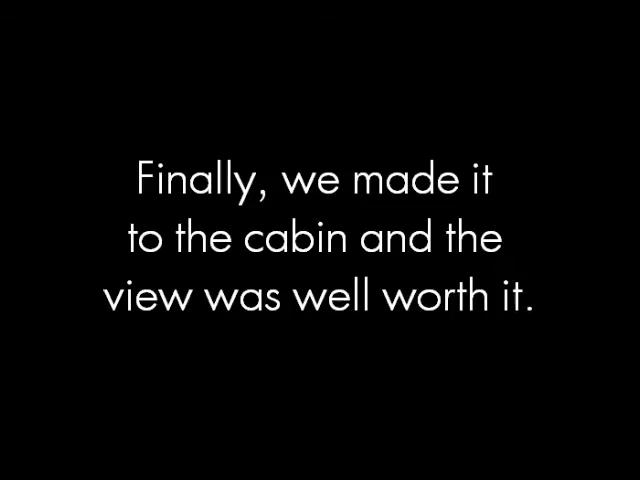 Finally, we made it
to the cabin and the
view was well worth it.